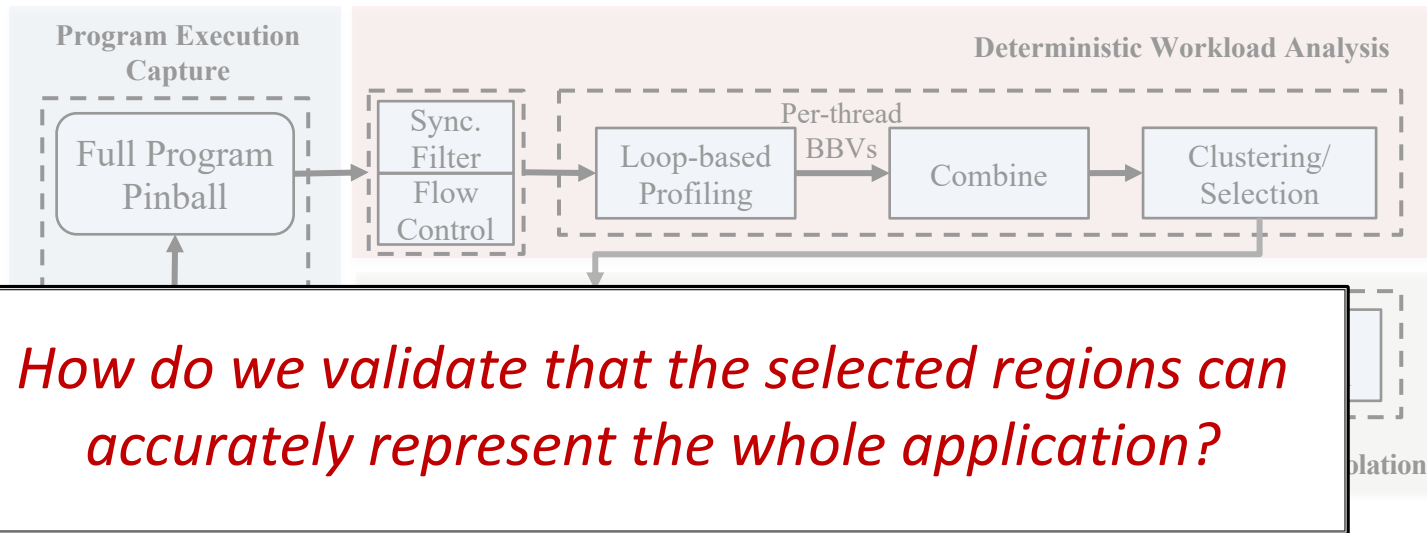 Program Execution
Capture
Deterministic Workload Analysis
Full Program
Pinball
Sync.
Filter
Flow
Control
Loop-based
Profiling
Per-thread
BBVs
Combine
Clustering/
Selection
How do we validate that the selected regions can
accurately represent the whole application?
olation